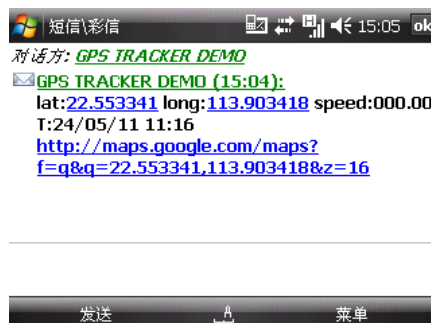 短信\彩信 15:05 ok
对话方: GPS TRACKER DEMO
GPS TRACKER DEMO (15:04):
lat:22.553341 long:113.903418 speed:000.00
T:24/05/11 11:16
http://maps.google.com/maps?
f=q&q=22.553341,113.903418&z=16
发送 A 菜单